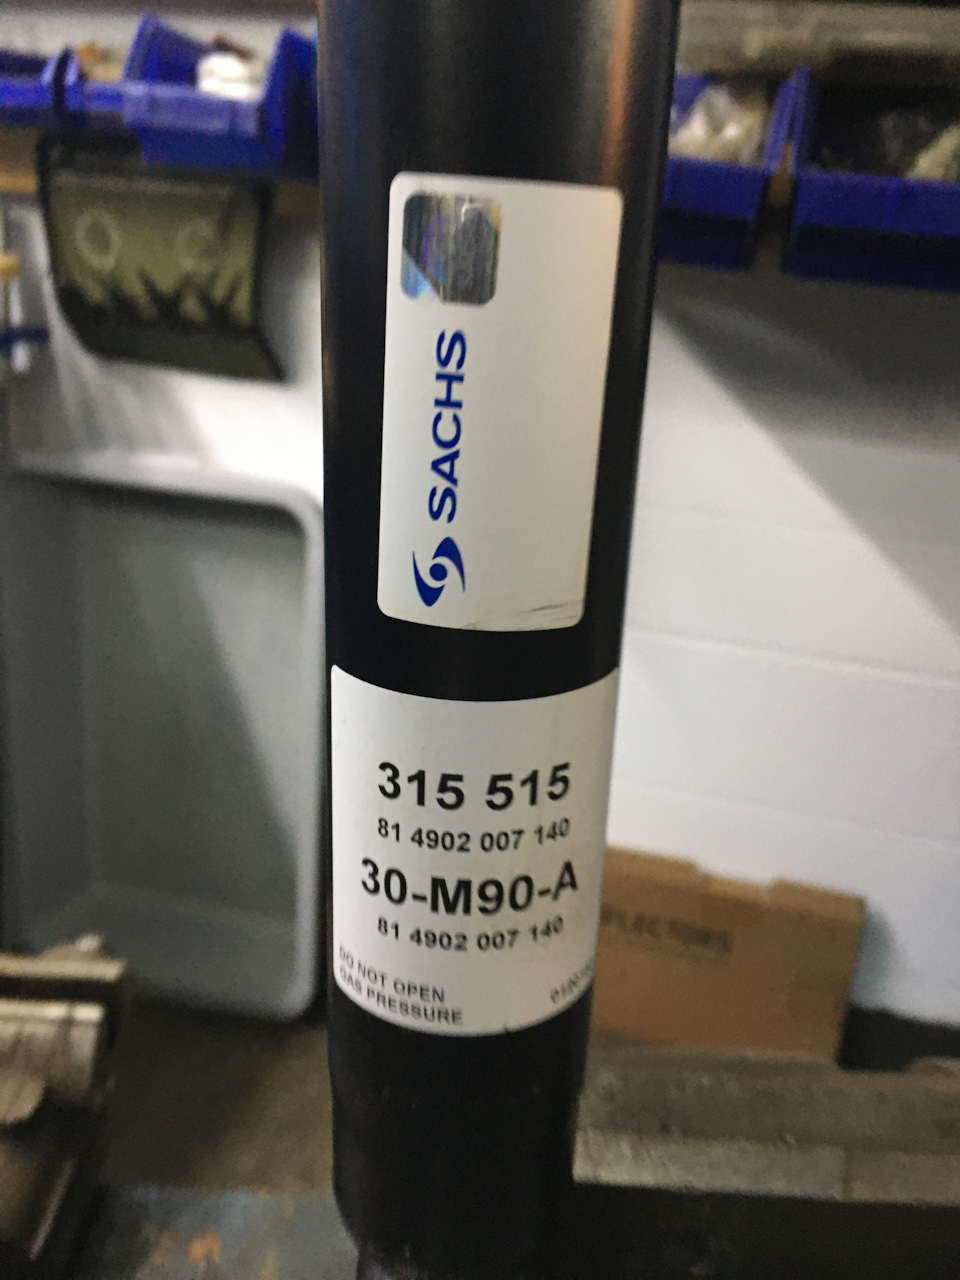 SACHS
315 515
81 4902 007 140
30-M90-A
81 4902 007 140
DO NOT OPEN
GAS PRESSURE